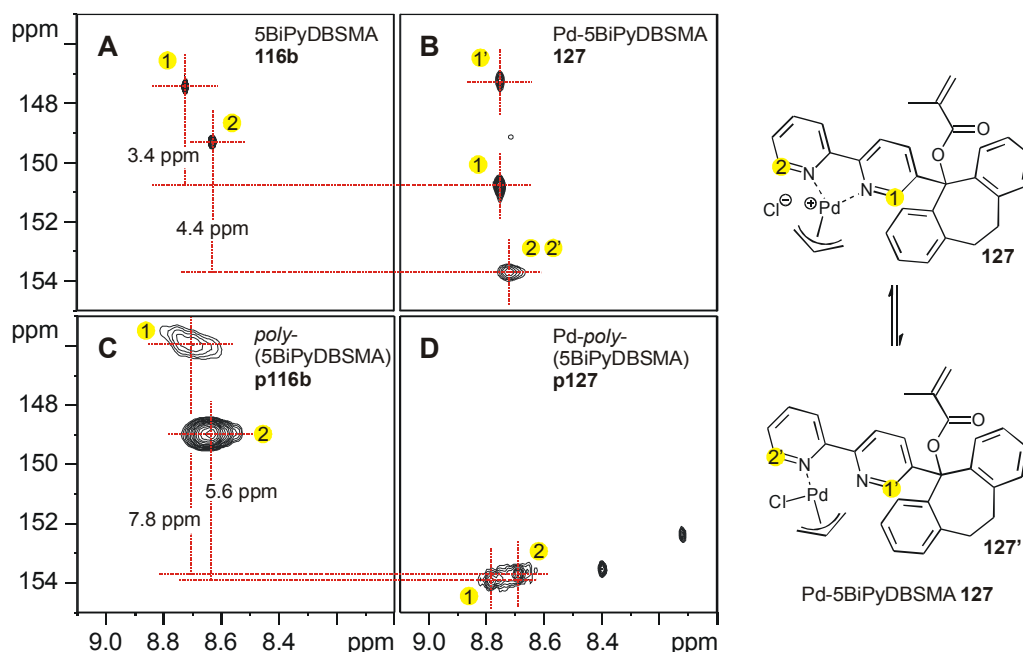 ppm
148
150
152
154
A
5BiPyDBSMA
116b
1
2
3.4 ppm
4.4 ppm
B
Pd-5BiPyDBSMA
127
1'
1
2 2'
ppm
148
150
152
154
C
poly-
(5BiPyDBSMA)
p116b
1
2
5.6 ppm
7.8 ppm
D
Pd-poly-
(5BiPyDBSMA)
p127
2
1
9.0 8.8 8.6 ppm
9.0 8.8 8.6 8.4 ppm
O
O
2
N
N
1
Cl⊖
⊕
Pd
127
O
O
2'
N
N
1'
Cl
Pd
127'
Pd-5BiPyDBSMA 127